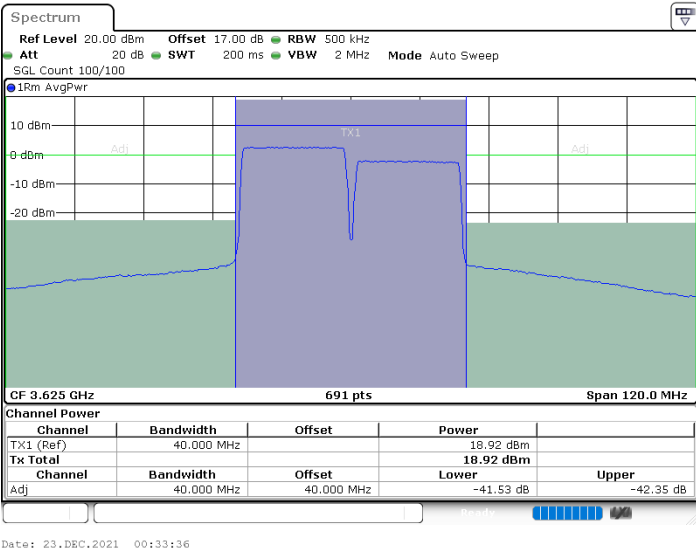 Spectrum
Ref Level 20.00 dBm Offset 17.00 dB RBW 500 kHz
Att 20 dB SWT 200 ms VBW 2 MHz Mode Auto Sweep
SGL Count 100/100
1Rm AvgPwr
10 dBm
TX1
Adj Adj
0 dBm
-10 dBm
-20 dBm
CF 3.625 GHz 691 pts Span 120.0 MHz
Channel Power
Channel Bandwidth Offset Power
TX1 (Ref) 40.000 MHz 18.92 dBm
Tx Total 18.92 dBm
Channel Bandwidth Offset Lower Upper
Adj 40.000 MHz 40.000 MHz -41.53 dB -42.35 dB
Ready
Date: 23.DEC.2021 00:33:36